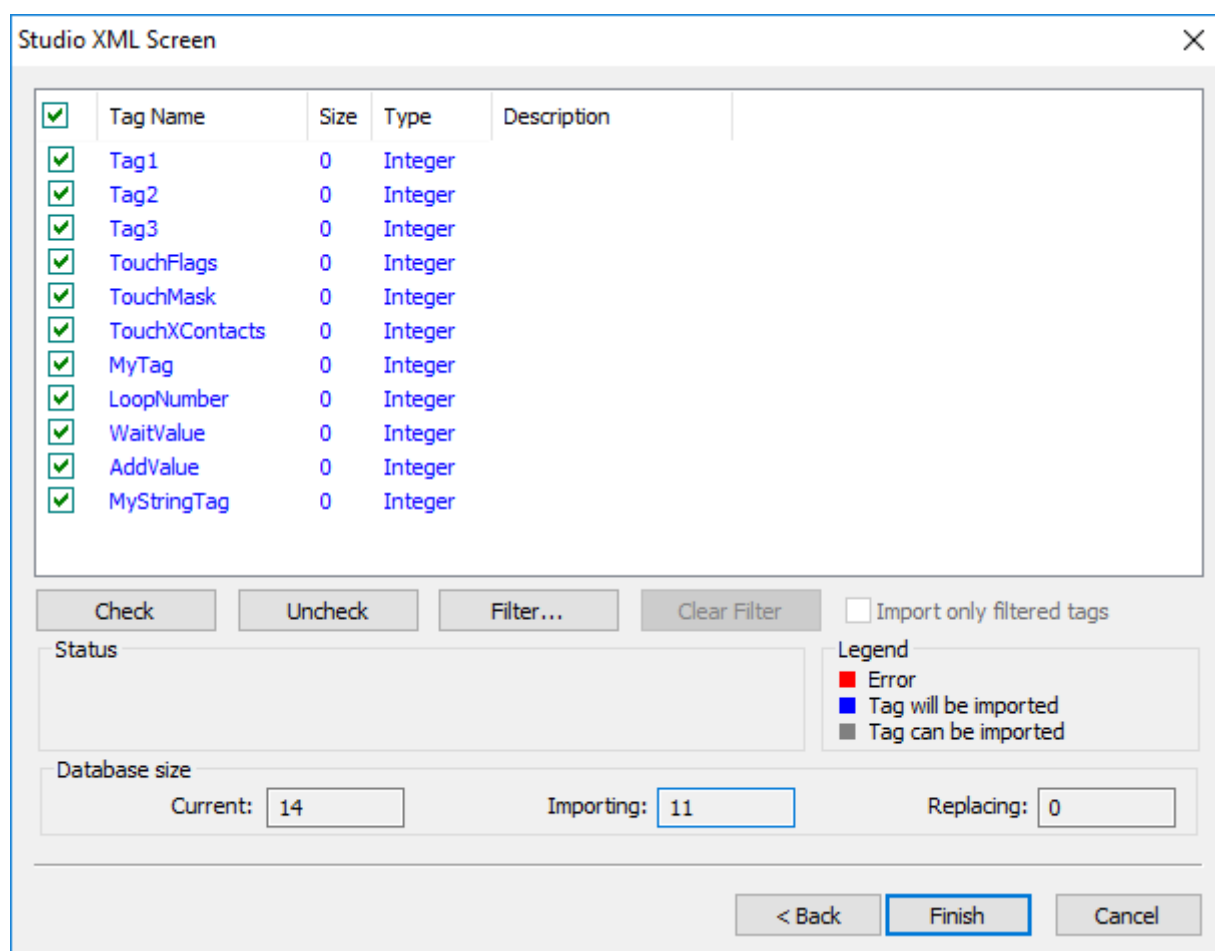 Studio XML Screen
Tag Name Size Type Description
Tag1 0 Integer
Tag2 0 Integer
Tag3 0 Integer
TouchFlags 0 Integer
TouchMask 0 Integer
TouchXContacts 0 Integer
MyTag 0 Integer
LoopNumber 0 Integer
WaitValue 0 Integer
AddValue 0 Integer
MyStringTag 0 Integer
Check Uncheck Filter... Clear Filter Import only filtered tags
Status
Legend
Error
Tag will be imported
Tag can be imported
Database size
Current: 14 Importing: 11 Replacing: 0
< Back Finish Cancel